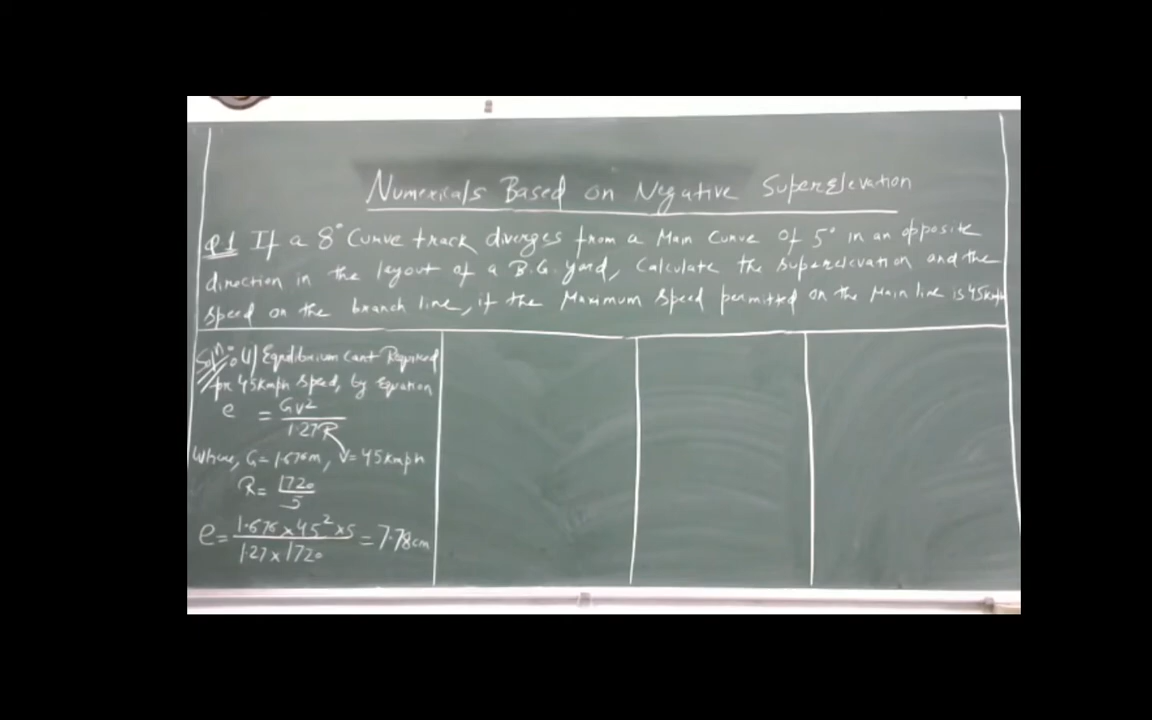 Numericals Based on Negative Superelevation
Q1 If a 8° Curve track diverges from a Main Curve of 5° in an opposite
direction in the layout of a B.G. yard, Calculate the superelevation and the
speed on the branch line, if the Maximum speed permitted on the Main line is 45kmph
Soln: (1) Equilibrium Cant Required
for 45kmph speed, by Equation
e = GV2 / 1.27R
Where, G = 1.676m, V = 45kmph
R = 1720 / 5
e = 1.676 x 45² x 5 / 1.27 x 1720 = 7.78cm